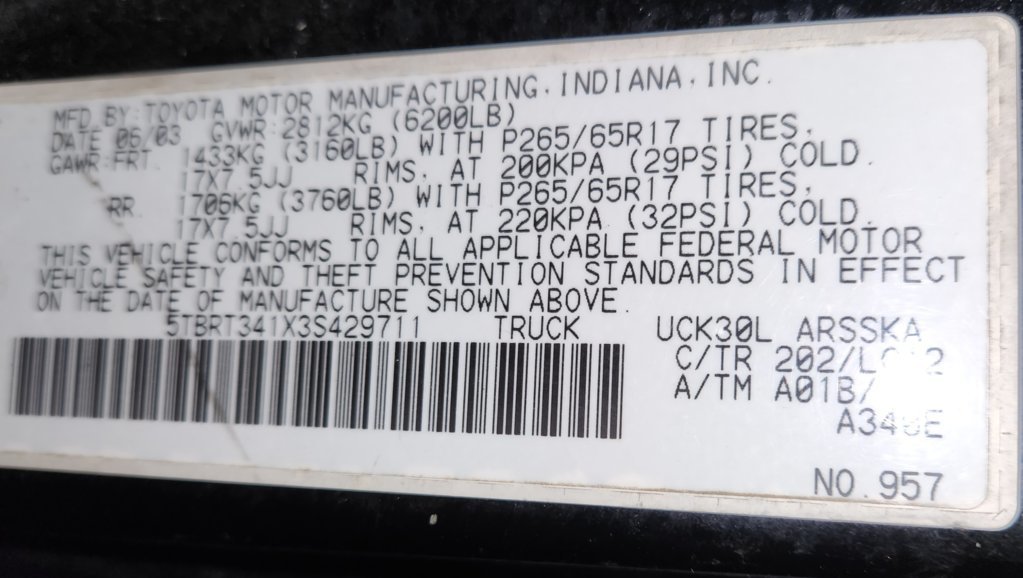 MFD BY:TOYOTA MOTOR MANUFACTURING,INDIANA,INC.
DATE 06/03 GVWR:2812KG (6200LB)
GAWR:FRT. 1433KG (3160LB) WITH P265/65R17 TIRES,
17X7.5JJ RIMS, AT 200KPA (29PSI) COLD.
RR. 1706KG (3760LB) WITH P265/65R17 TIRES,
17X7.5JJ RIMS, AT 220KPA (32PSI) COLD.
THIS VEHICLE CONFORMS TO ALL APPLICABLE FEDERAL MOTOR
VEHICLE SAFETY AND THEFT PREVENTION STANDARDS IN EFFECT
ON THE DATE OF MANUFACTURE SHOWN ABOVE.
5TBRT341X3S429711 TRUCK UCK30L ARSSKA
C/TR
A/TM A01B/
NO.957